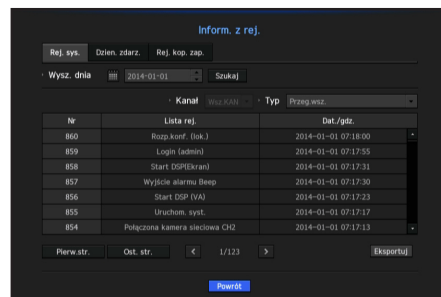 Inform. z rej.
Rej. sys. Dzien. zdarz. Rej. kop. zap.
Wysz. dnia 2014-01-01 Szukaj
Kanał Wsz.KAN Typ Przeg.wsz.
Nr Lista rej. Dat./gdz.
860 Rozp.konf. (lok.) 2014-01-01 07:18:00
859 Login (admin) 2014-01-01 07:17:55
858 Start DSP(Ekran) 2014-01-01 07:17:31
857 Wyjście alarmu Beep 2014-01-01 07:17:30
856 Start DSP (VA) 2014-01-01 07:17:23
855 Uruchom. syst. 2014-01-01 07:17:17
854 Połączona kamera sieciowa CH2 2014-01-01 07:17:13
Pierw.str. Ost. str. < 1/123 > Eksportuj
Powrót